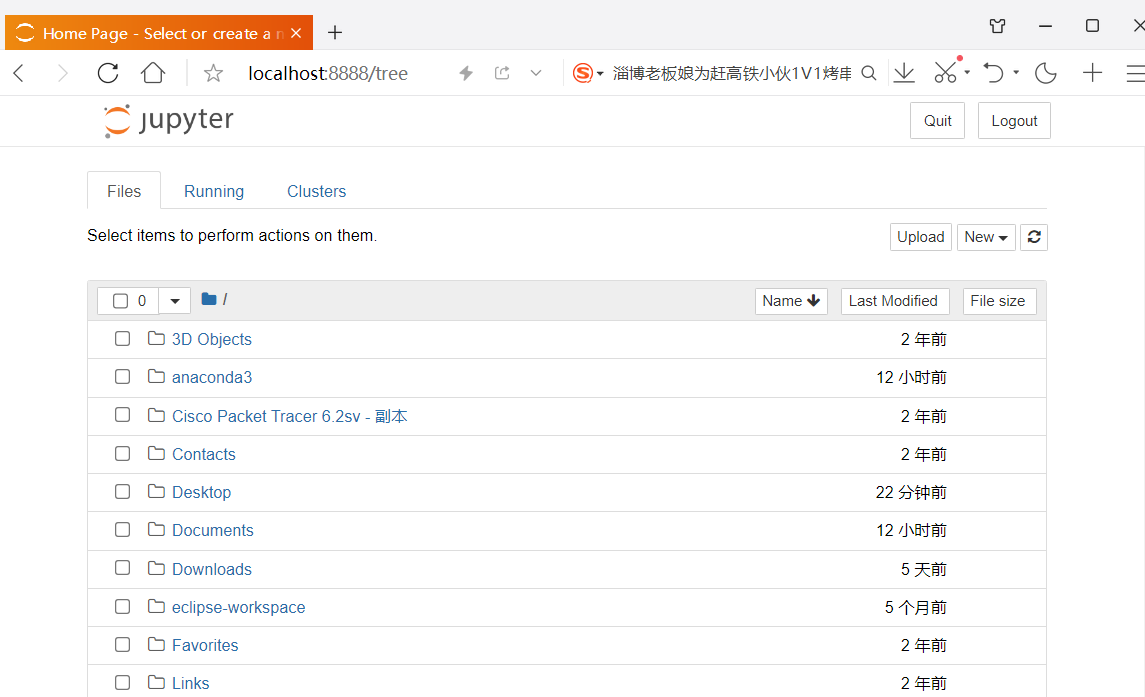 Home Page - Select or create a n
localhost:8888/tree
淄博老板娘为赶高铁小伙1V1烤串
jupyter
Quit
Logout
Files
Running
Clusters
Select items to perform actions on them.
Upload
New
0
/
Name
Last Modified
File size
3D Objects
2 年前
anaconda3
12 小时前
Cisco Packet Tracer 6.2sv - 副本
2 年前
Contacts
2 年前
Desktop
22 分钟前
Documents
12 小时前
Downloads
5 天前
eclipse-workspace
5 个月前
Favorites
2 年前
Links
2 年前